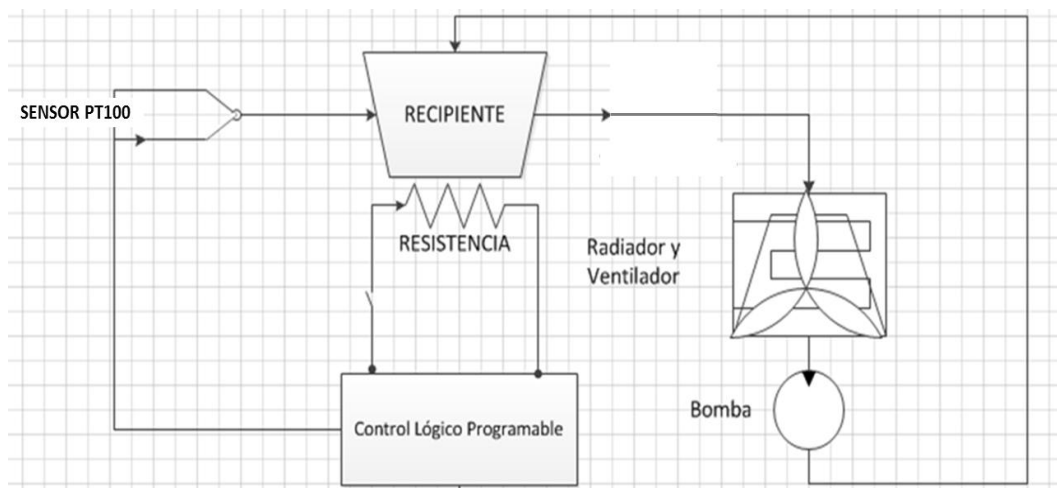 SENSOR PT100
RECIPIENTE
RESISTENCIA
Radiador y
Ventilador
Bomba
Control Lógico Programable